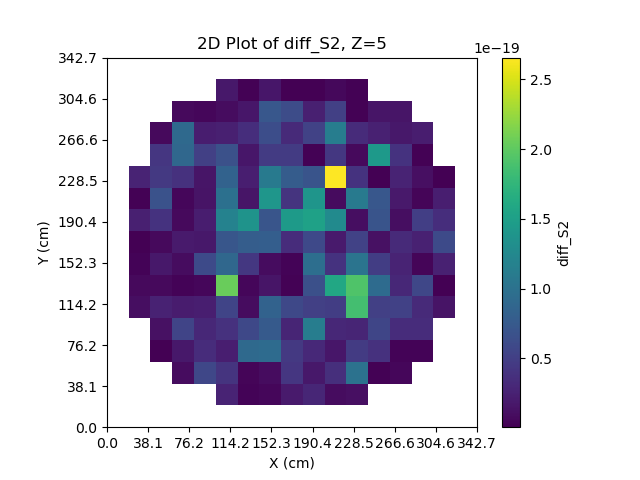 2D Plot of diff_S2, Z=5
1e−19
342.7
304.6
266.6
228.5
190.4
152.3
114.2
76.2
38.1
0.0
Y (cm)
0.0 38.1 76.2 114.2 152.3 190.4 228.5 266.6 304.6 342.7
X (cm)
2.5
2.0
1.5
1.0
0.5
diff_S2